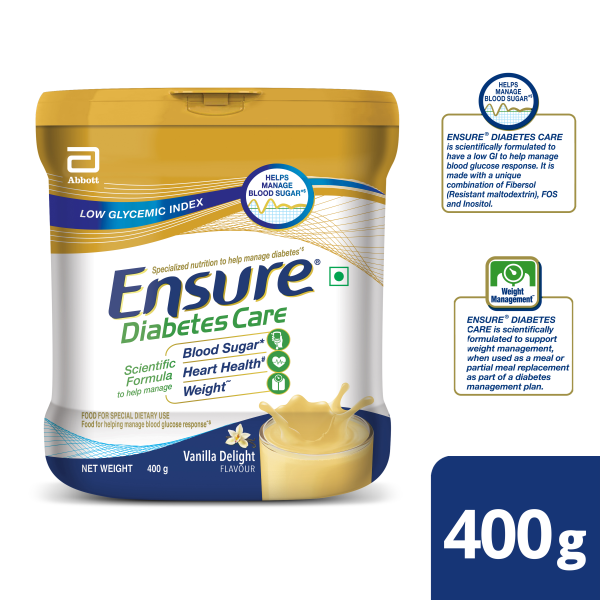 Abbott
LOW GLYCEMIC INDEX
HELPS
MANAGE
BLOOD SUGAR*$
Specialized nutrition to help manage diabetes*$
Ensure®
Diabetes Care
Scientific
Formula
to help manage
Blood Sugar*
Heart Health#
Weight~
FOOD FOR SPECIAL DIETARY USE
Food for helping manage blood glucose response*$
NET WEIGHT 400 g
Vanilla Delight
FLAVOUR
HELPS
MANAGE
BLOOD SUGAR*$
ENSURE® DIABETES CARE
is scientifically formulated to
have a low GI to help manage
blood glucose response. It is
made with a unique
combination of Fibersol
(Resistant maltodextrin), FOS
and Inositol.
Weight
Management~
ENSURE® DIABETES
CARE is scientifically
formulated to support
weight management,
when used as a meal or
partial meal replacement
as part of a diabetes
management plan.
400g